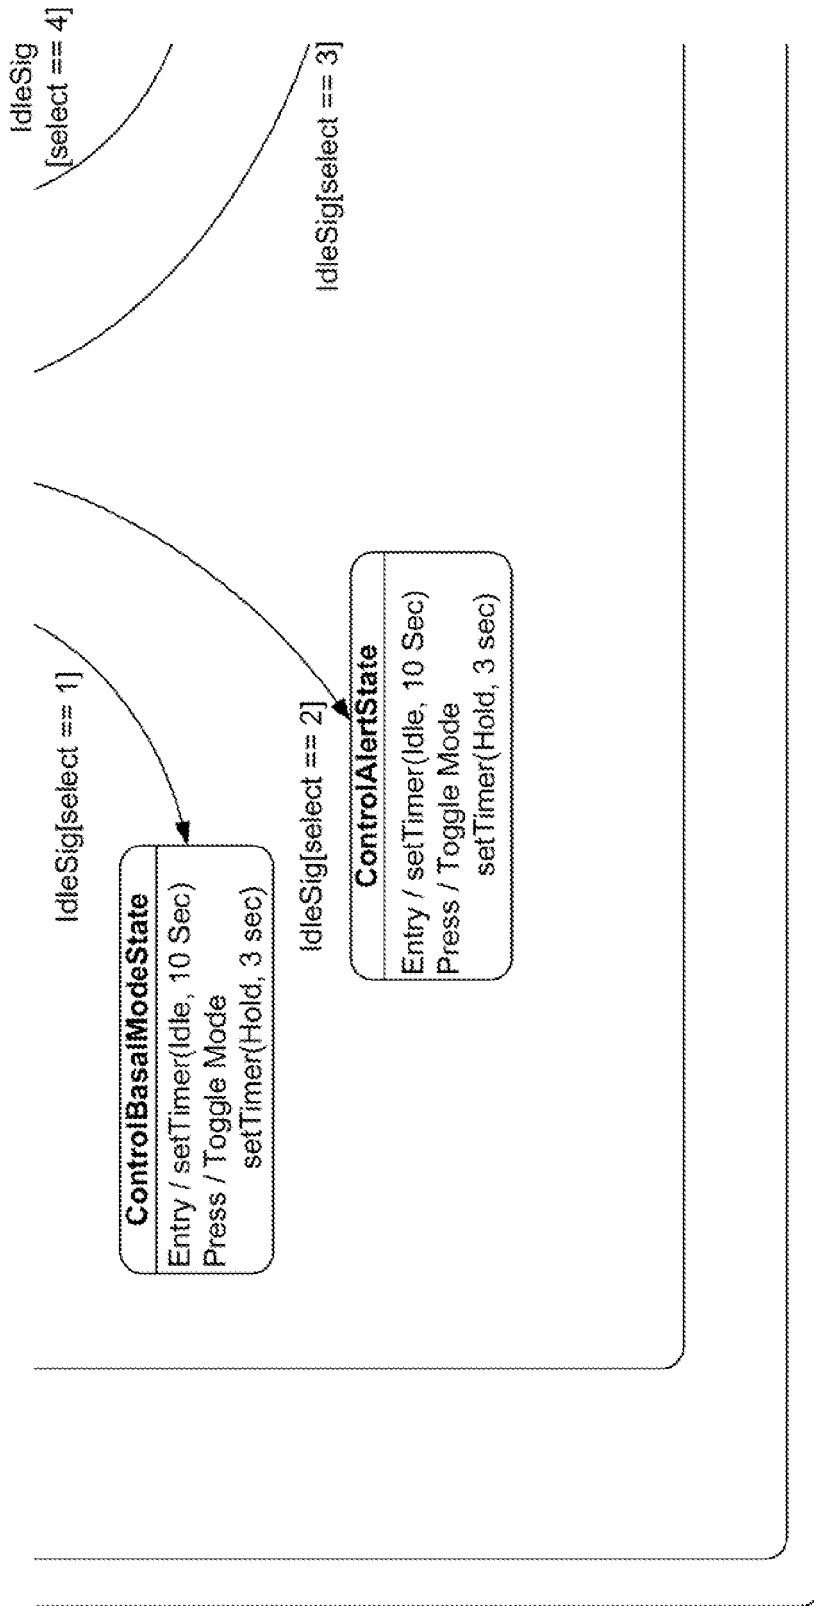 IdleSig
[select == 4]
IdleSig[select == 3]
IdleSig[select == 1]
ControlBasalModeState
Entry / setTimer(Idle, 10 Sec)
Press / Toggle Mode
setTimer(Hold, 3 sec)
IdleSig[select == 2]
ControlAlertState
Entry / setTimer(Idle, 10 Sec)
Press / Toggle Mode
setTimer(Hold, 3 sec)